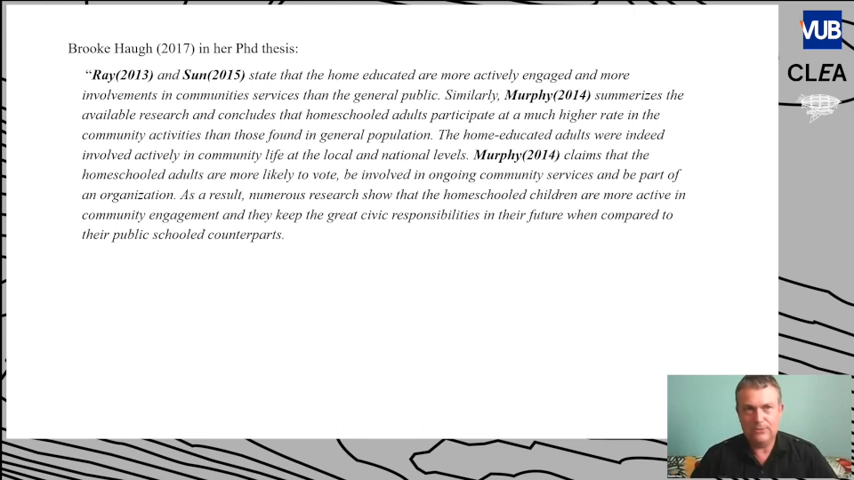 VUB
CLEA
Brooke Haugh (2017) in her Phd thesis:
“Ray(2013) and Sun(2015) state that the home educated are more actively engaged and more
involvements in communities services than the general public. Similarly, Murphy(2014) summerizes the
available research and concludes that homeschooled adults participate at a much higher rate in the
community activities than those found in general population. The home-educated adults were indeed
involved actively in community life at the local and national levels. Murphy(2014) claims that the
homeschooled adults are more likely to vote, be involved in ongoing community services and be part of
an organization. As a result, numerous research show that the homeschooled children are more active in
community engagement and they keep the great civic responsibilities in their future when compared to
their public schooled counterparts.